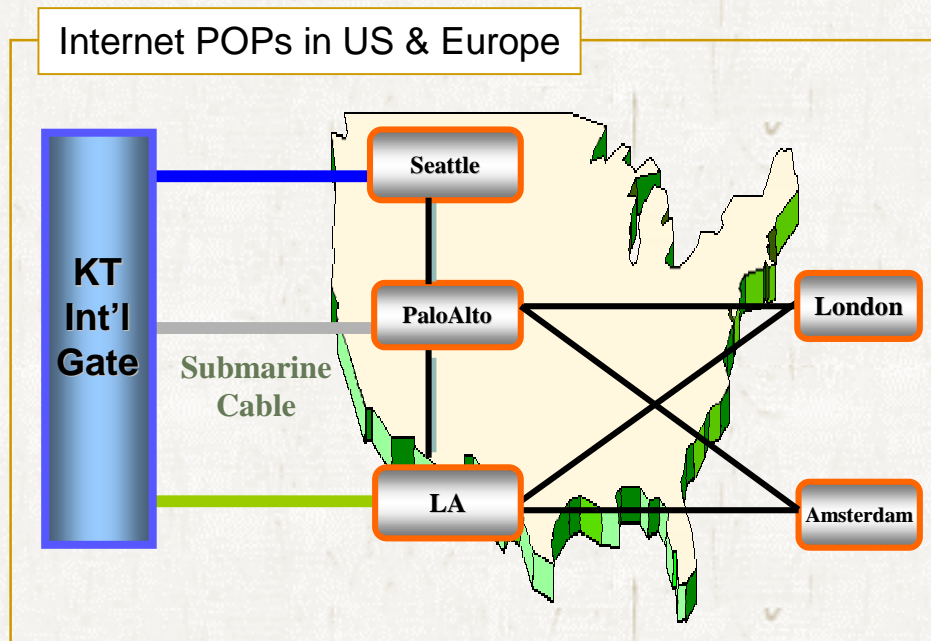 Internet POPs in US & Europe
Seattle
KT
Int'l
Gate
PaloAlto
London
Submarine
Cable
LA
Amsterdam